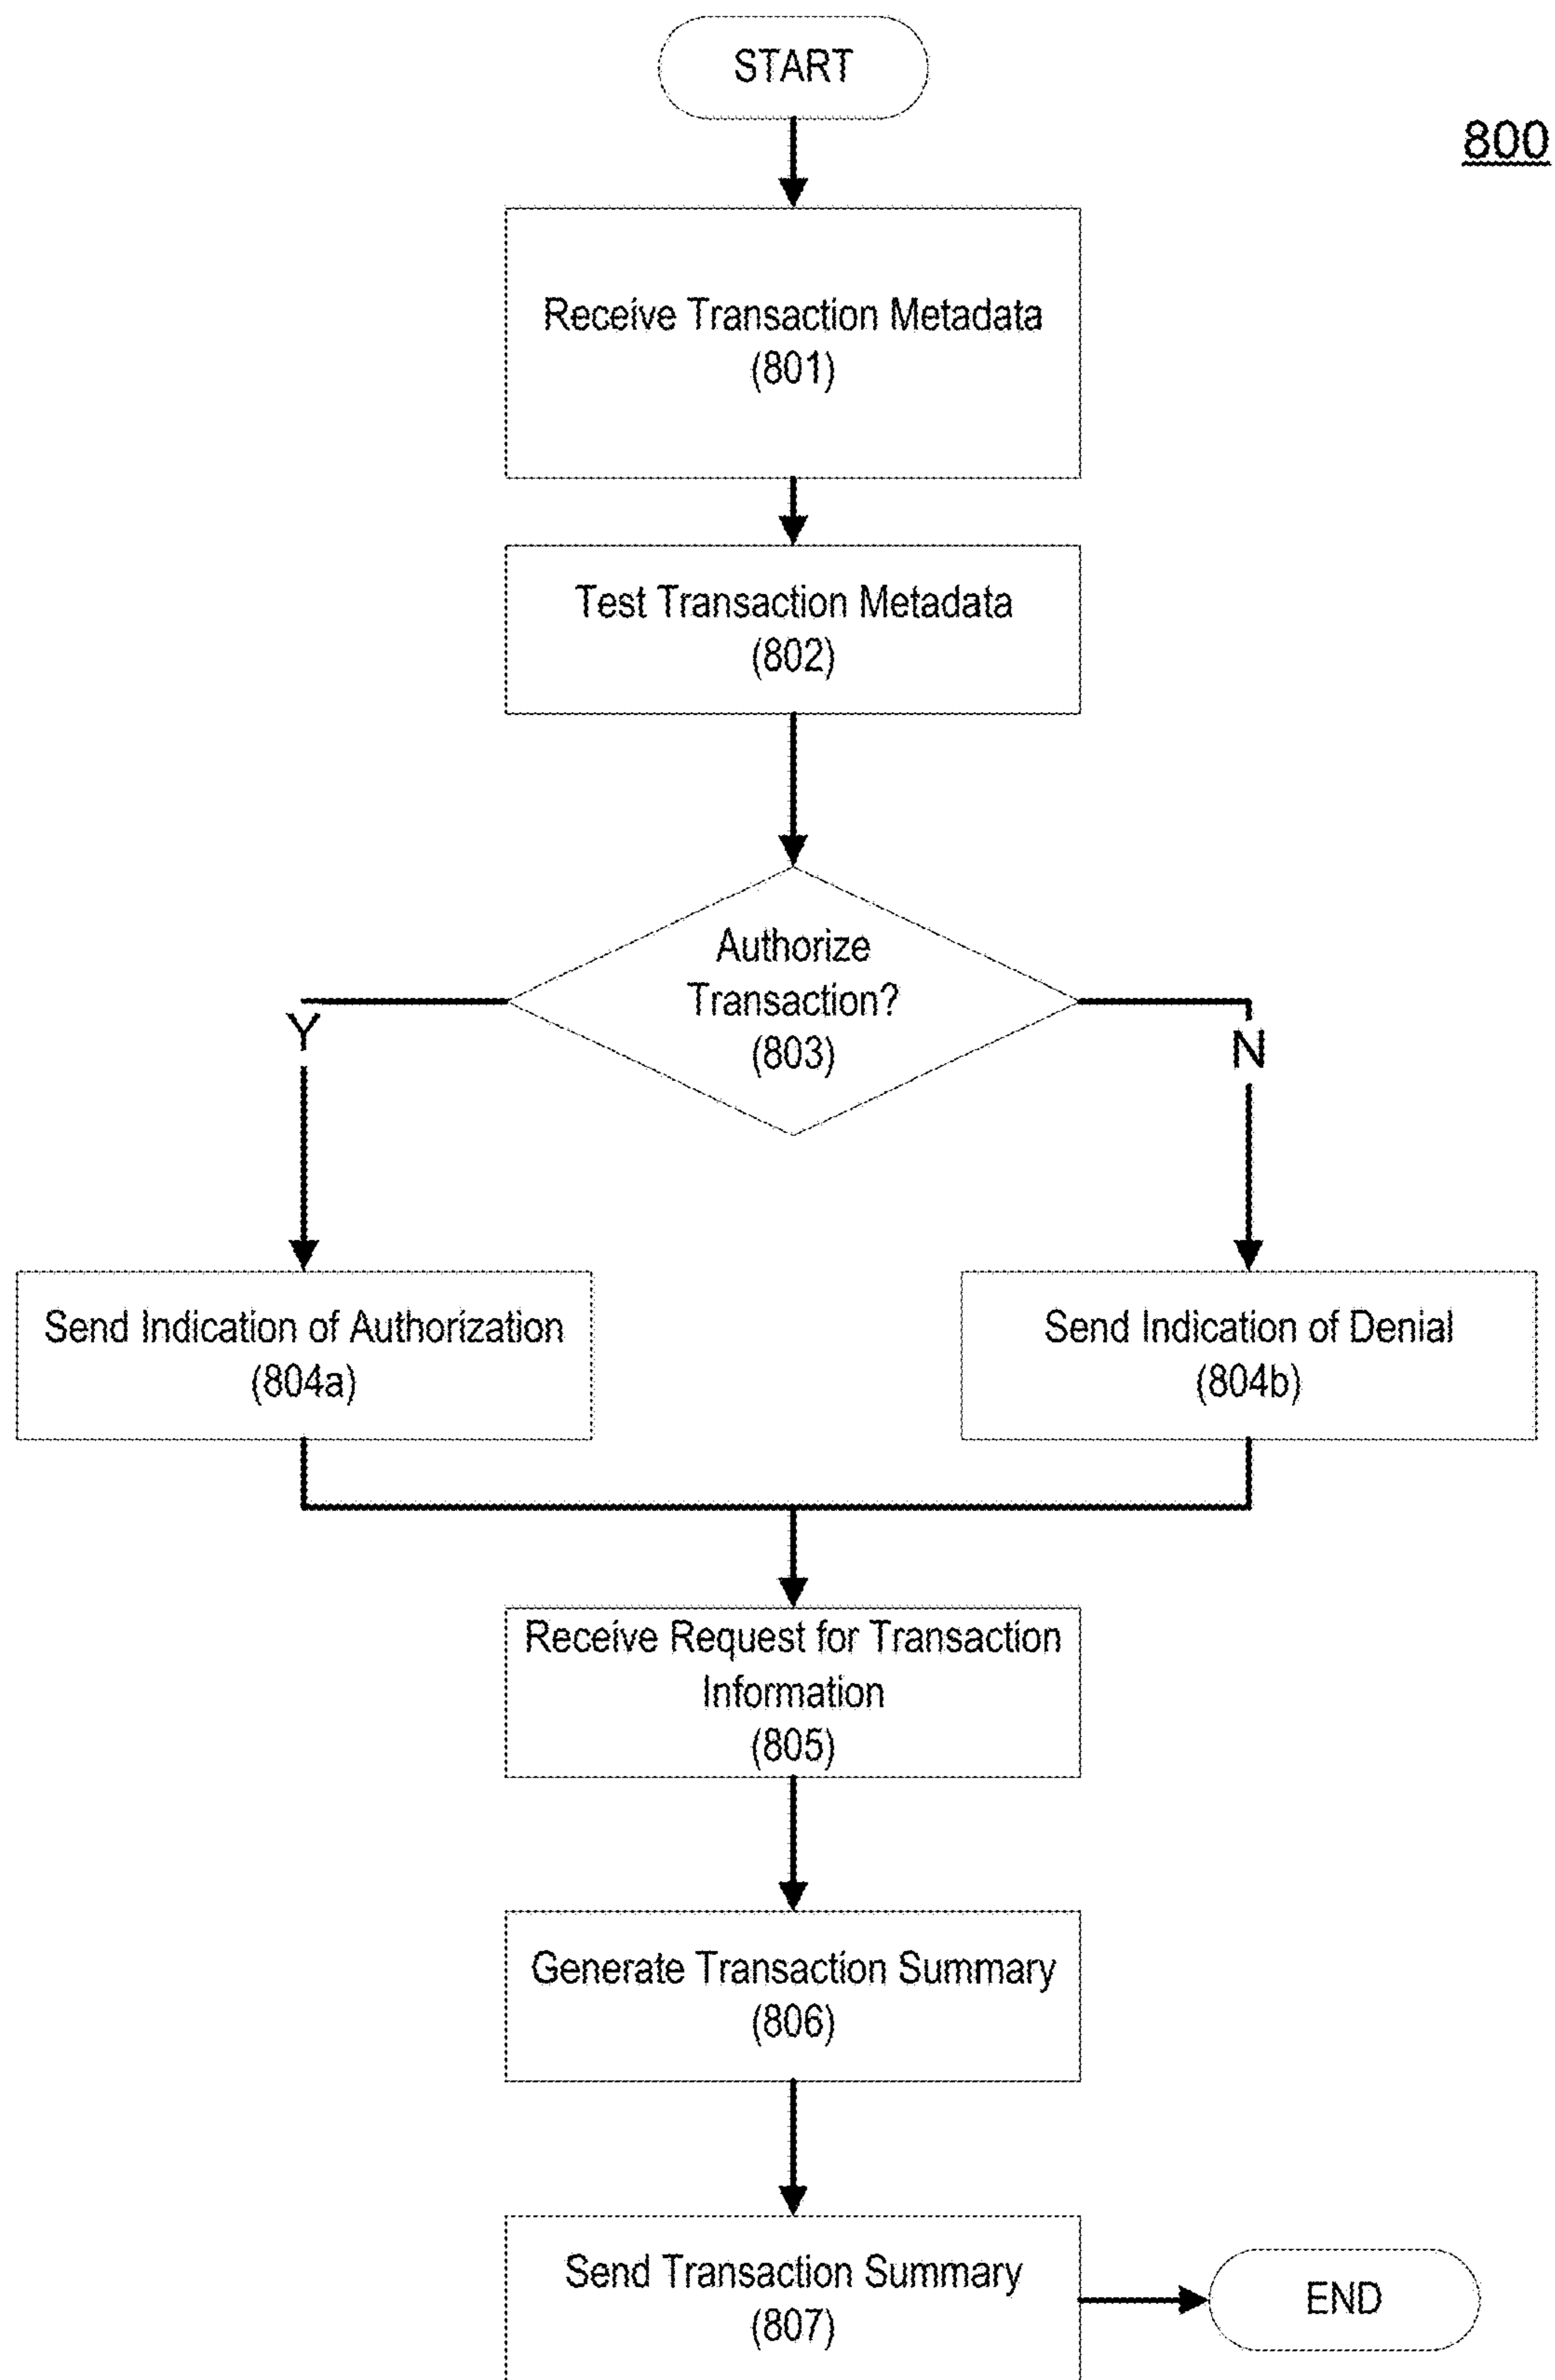 START
800
Receive Transaction Metadata
(801)
Test Transaction Metadata
(802)
Authorize
Transaction?
(803)
Y
N
Send Indication of Authorization
(804a)
Send Indication of Denial
(804b)
Receive Request for Transaction
Information
(805)
Generate Transaction Summary
(806)
Send Transaction Summary
(807)
END